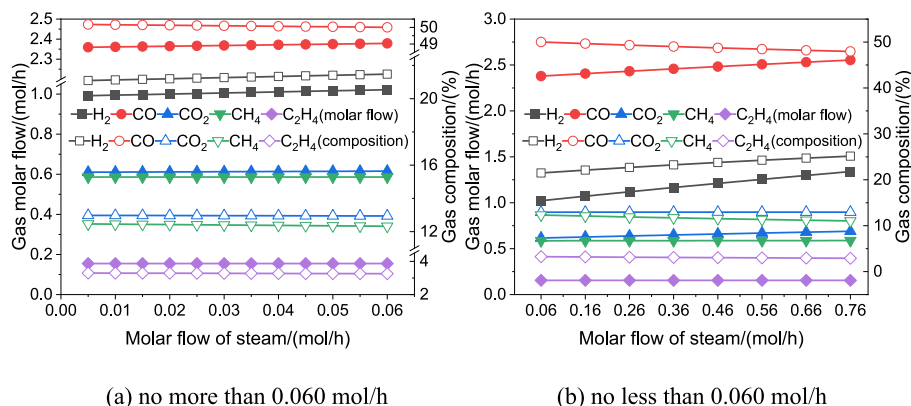 (a)
2.5
2.4
2.3
1.0
0.8
0.6
0.4
0.2
0.0
Gas molar flow/(mol/h)
H₂ CO CO₂ CH₄ C₂H₄(molar flow)
H₂ CO CO₂ CH₄ C₂H₄(composition)
50
49
20
16
12
4
2
Gas composition/(%)
0.00 0.01 0.02 0.03 0.04 0.05 0.06
Molar flow of steam/(mol/h)
(a) no more than 0.060 mol/h
(b)
3.0
2.5
2.0
1.5
1.0
0.5
0.0
Gas molar flow/(mol/h)
H₂ CO CO₂ CH₄ C₂H₄(molar flow)
H₂ CO CO₂ CH₄ C₂H₄(composition)
50
40
30
20
10
0
Gas composition/(%)
0.06 0.16 0.26 0.36 0.46 0.56 0.66 0.76
Molar flow of steam/(mol/h)
(b) no less than 0.060 mol/h